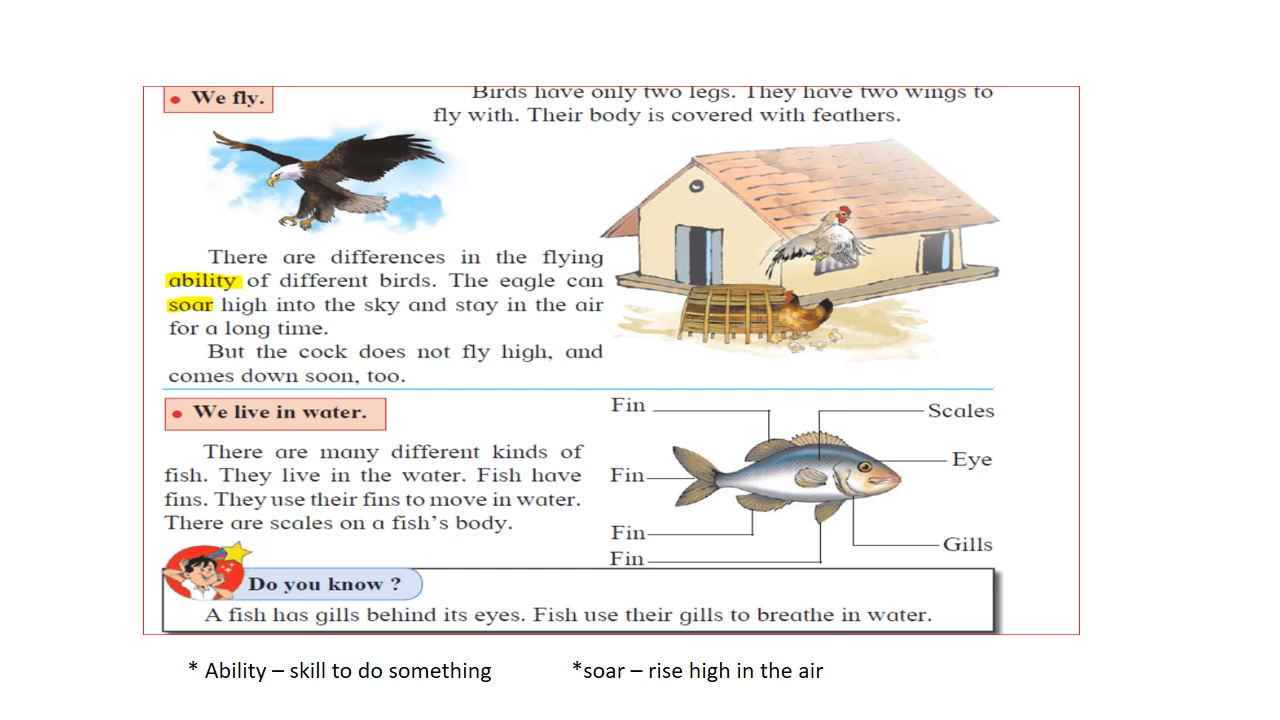 • We fly.
Birds have only two legs. They have two wings to
fly with. Their body is covered with feathers.
There are differences in the flying
ability of different birds. The eagle can
soar high into the sky and stay in the air
for a long time.
But the cock does not fly high, and
comes down soon, too.
• We live in water.
There are many different kinds of
fish. They live in the water. Fish have
fins. They use their fins to move in water.
There are scales on a fish's body.
Fin
Scales
Eye
Fin
Fin
Gills
Fin
Do you know ?
A fish has gills behind its eyes. Fish use their gills to breathe in water.
* Ability – skill to do something
*soar – rise high in the air